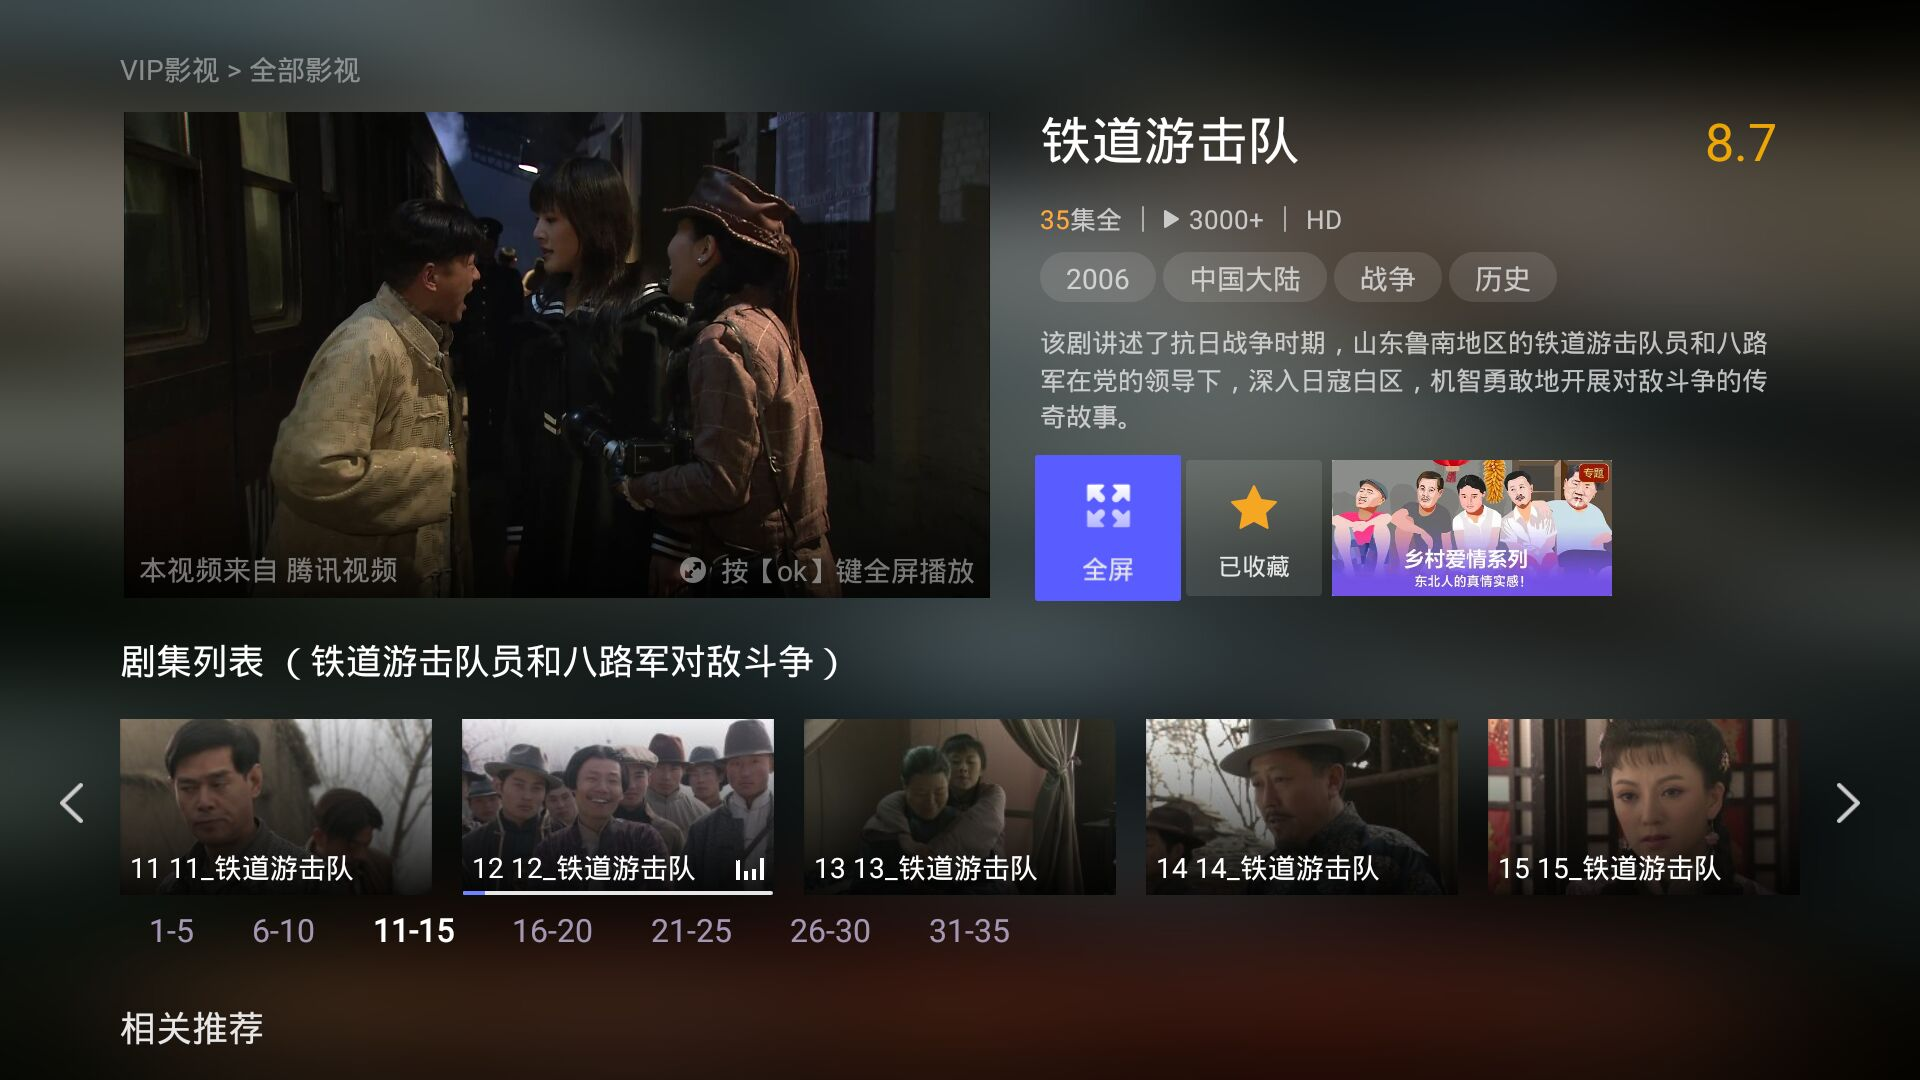 VIP影视 > 全部影视
铁道游击队
8.7
35集全 | 3000+ | HD
2006 中国大陆 战争 历史
该剧讲述了抗日战争时期，山东鲁南地区的铁道游击队员和八路
军在党的领导下，深入日寇白区，机智勇敢地开展对敌斗争的传
奇故事。
本视频来自 腾讯视频
按【ok】键全屏播放
全屏
已收藏
专题
乡村爱情系列
东北人的真情实感！
剧集列表 （铁道游击队员和八路军对敌斗争）
11 11_铁道游击队
12 12_铁道游击队
13 13_铁道游击队
14 14_铁道游击队
15 15_铁道游击队
1-5 6-10 11-15 16-20 21-25 26-30 31-35
相关推荐